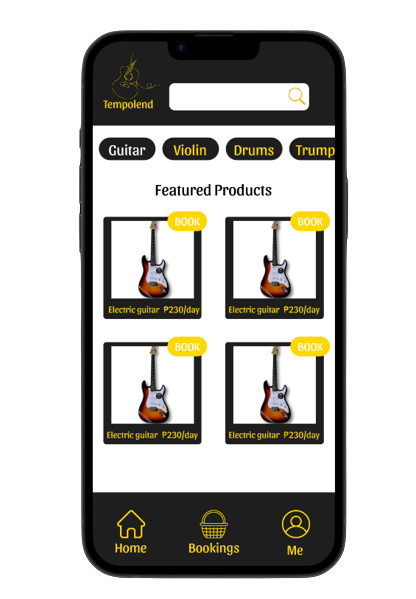 Tempolend
Guitar Violin Drums Trump
Featured Products
BOOK BOOK
Electric guitar ₱230/day Electric guitar ₱230/day
BOOK BOOK
Electric guitar ₱230/day Electric guitar ₱230/day
Home Bookings Me